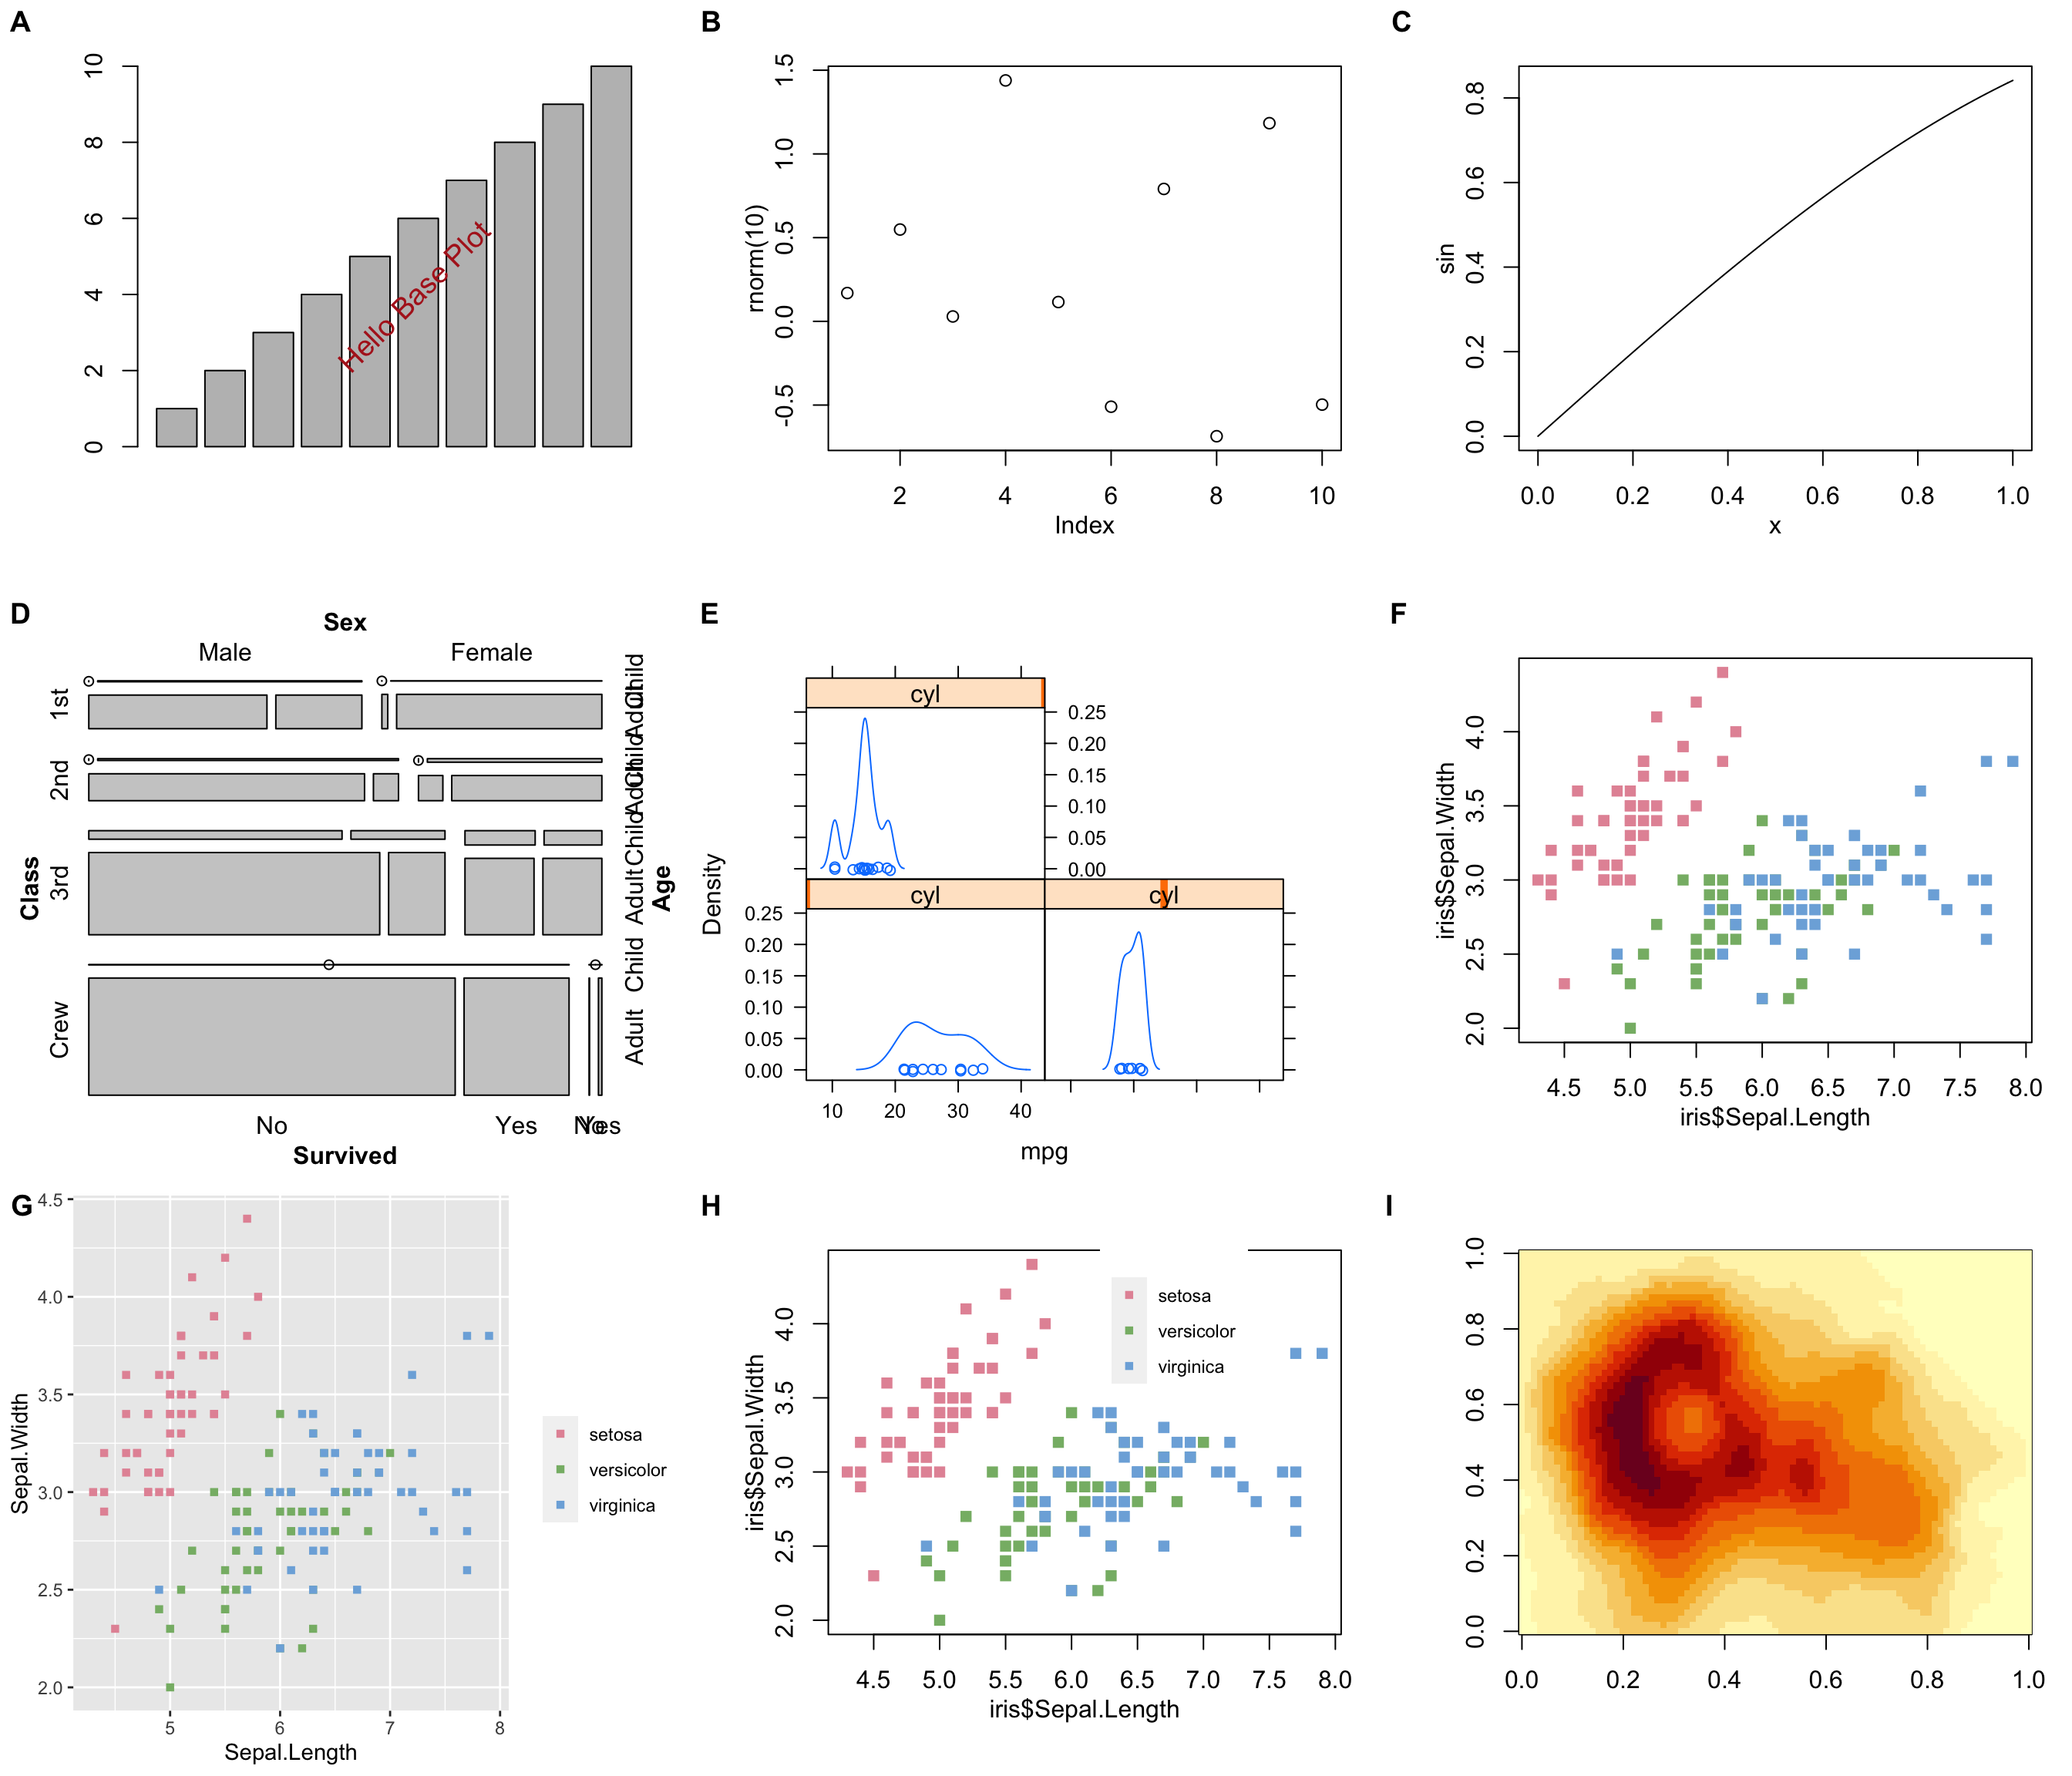 A
10
8
6
4
2
0
Hello Base Plot
B
1.5
1.0
0.5
0.0
-0.5
rnorm(10)
2 4 6 8 10
Index
C
0.8
0.6
0.4
0.2
0.0
sin
0.0 0.2 0.4 0.6 0.8 1.0
x
D
Sex
Male Female
1st
2nd
3rd
Crew
Class
Child
Adult
Child
Adult
Child
Adult
Child
Adult
Age
No Yes No Yes
Survived
E
cyl
0.25
0.20
0.15
0.10
0.05
0.00
cyl cyl
0.25
0.20
0.15
0.10
0.05
0.00
Density
10 20 30 40
mpg
F
4.0
3.5
3.0
2.5
2.0
iris$Sepal.Width
4.5 5.0 5.5 6.0 6.5 7.0 7.5 8.0
iris$Sepal.Length
G
4.5
4.0
3.5
3.0
2.5
2.0
Sepal.Width
5 6 7 8
Sepal.Length
setosa
versicolor
virginica
H
4.0
3.5
3.0
2.5
2.0
iris$Sepal.Width
setosa
versicolor
virginica
4.5 5.0 5.5 6.0 6.5 7.0 7.5 8.0
iris$Sepal.Length
I
1.0
0.8
0.6
0.4
0.2
0.0
0.0 0.2 0.4 0.6 0.8 1.0